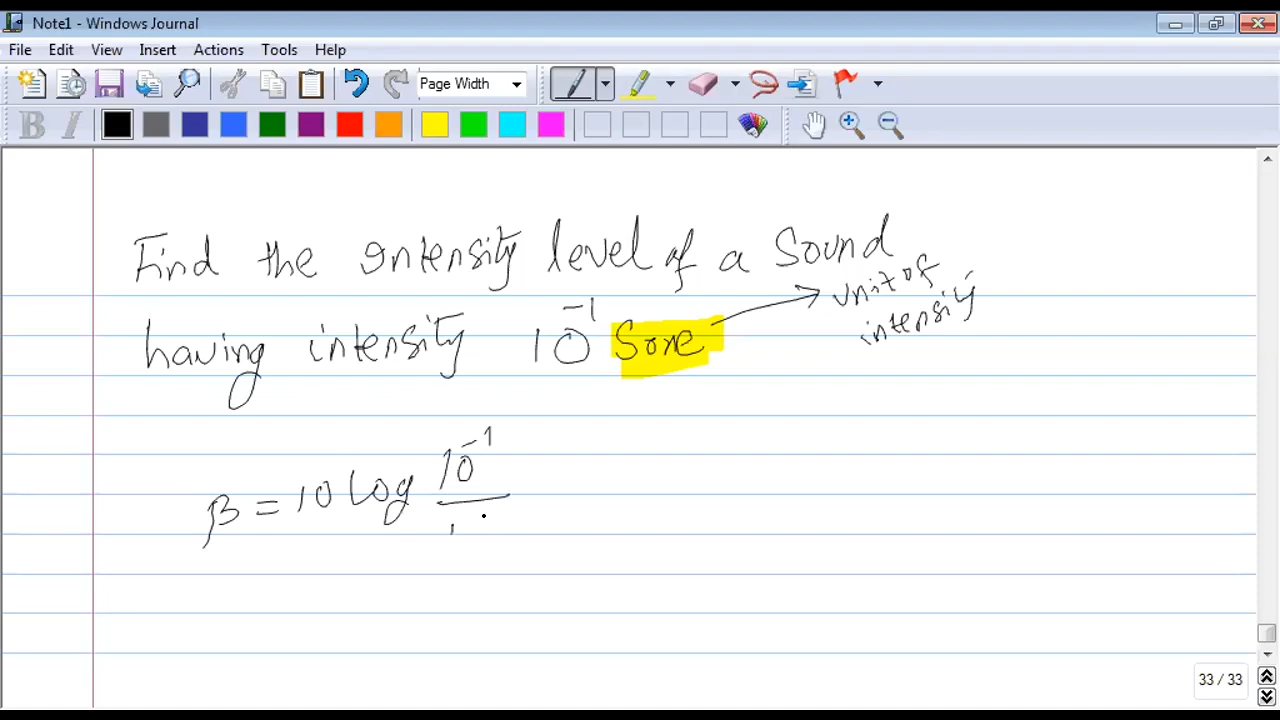 Note1 - Windows Journal
File Edit View Insert Actions Tools Help
Page Width
B I
Find the Intensity level of a Sound
having intensity 10⁻¹ Sone
unit of
intensity
β = 10 log 10⁻¹
33 / 33